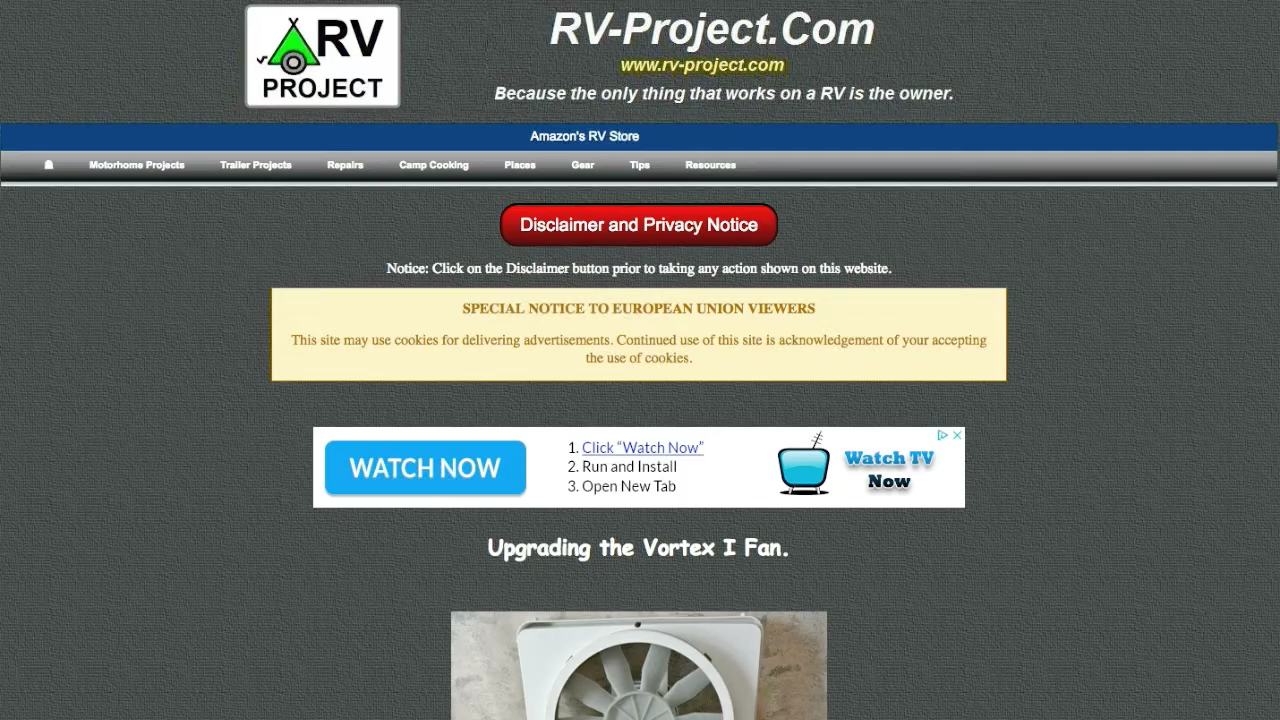 RV
PROJECT
RV-Project.Com
www.rv-project.com
Because the only thing that works on a RV is the owner.
Amazon's RV Store
Motorhome Projects Trailer Projects Repairs Camp Cooking Places Gear Tips Resources
Disclaimer and Privacy Notice
Notice: Click on the Disclaimer button prior to taking any action shown on this website.
SPECIAL NOTICE TO EUROPEAN UNION VIEWERS
This site may use cookies for delivering advertisements. Continued use of this site is acknowledgement of your accepting
the use of cookies.
WATCH NOW
1. Click “Watch Now”
2. Run and Install
3. Open New Tab
Watch TV
Now
Upgrading the Vortex I Fan.